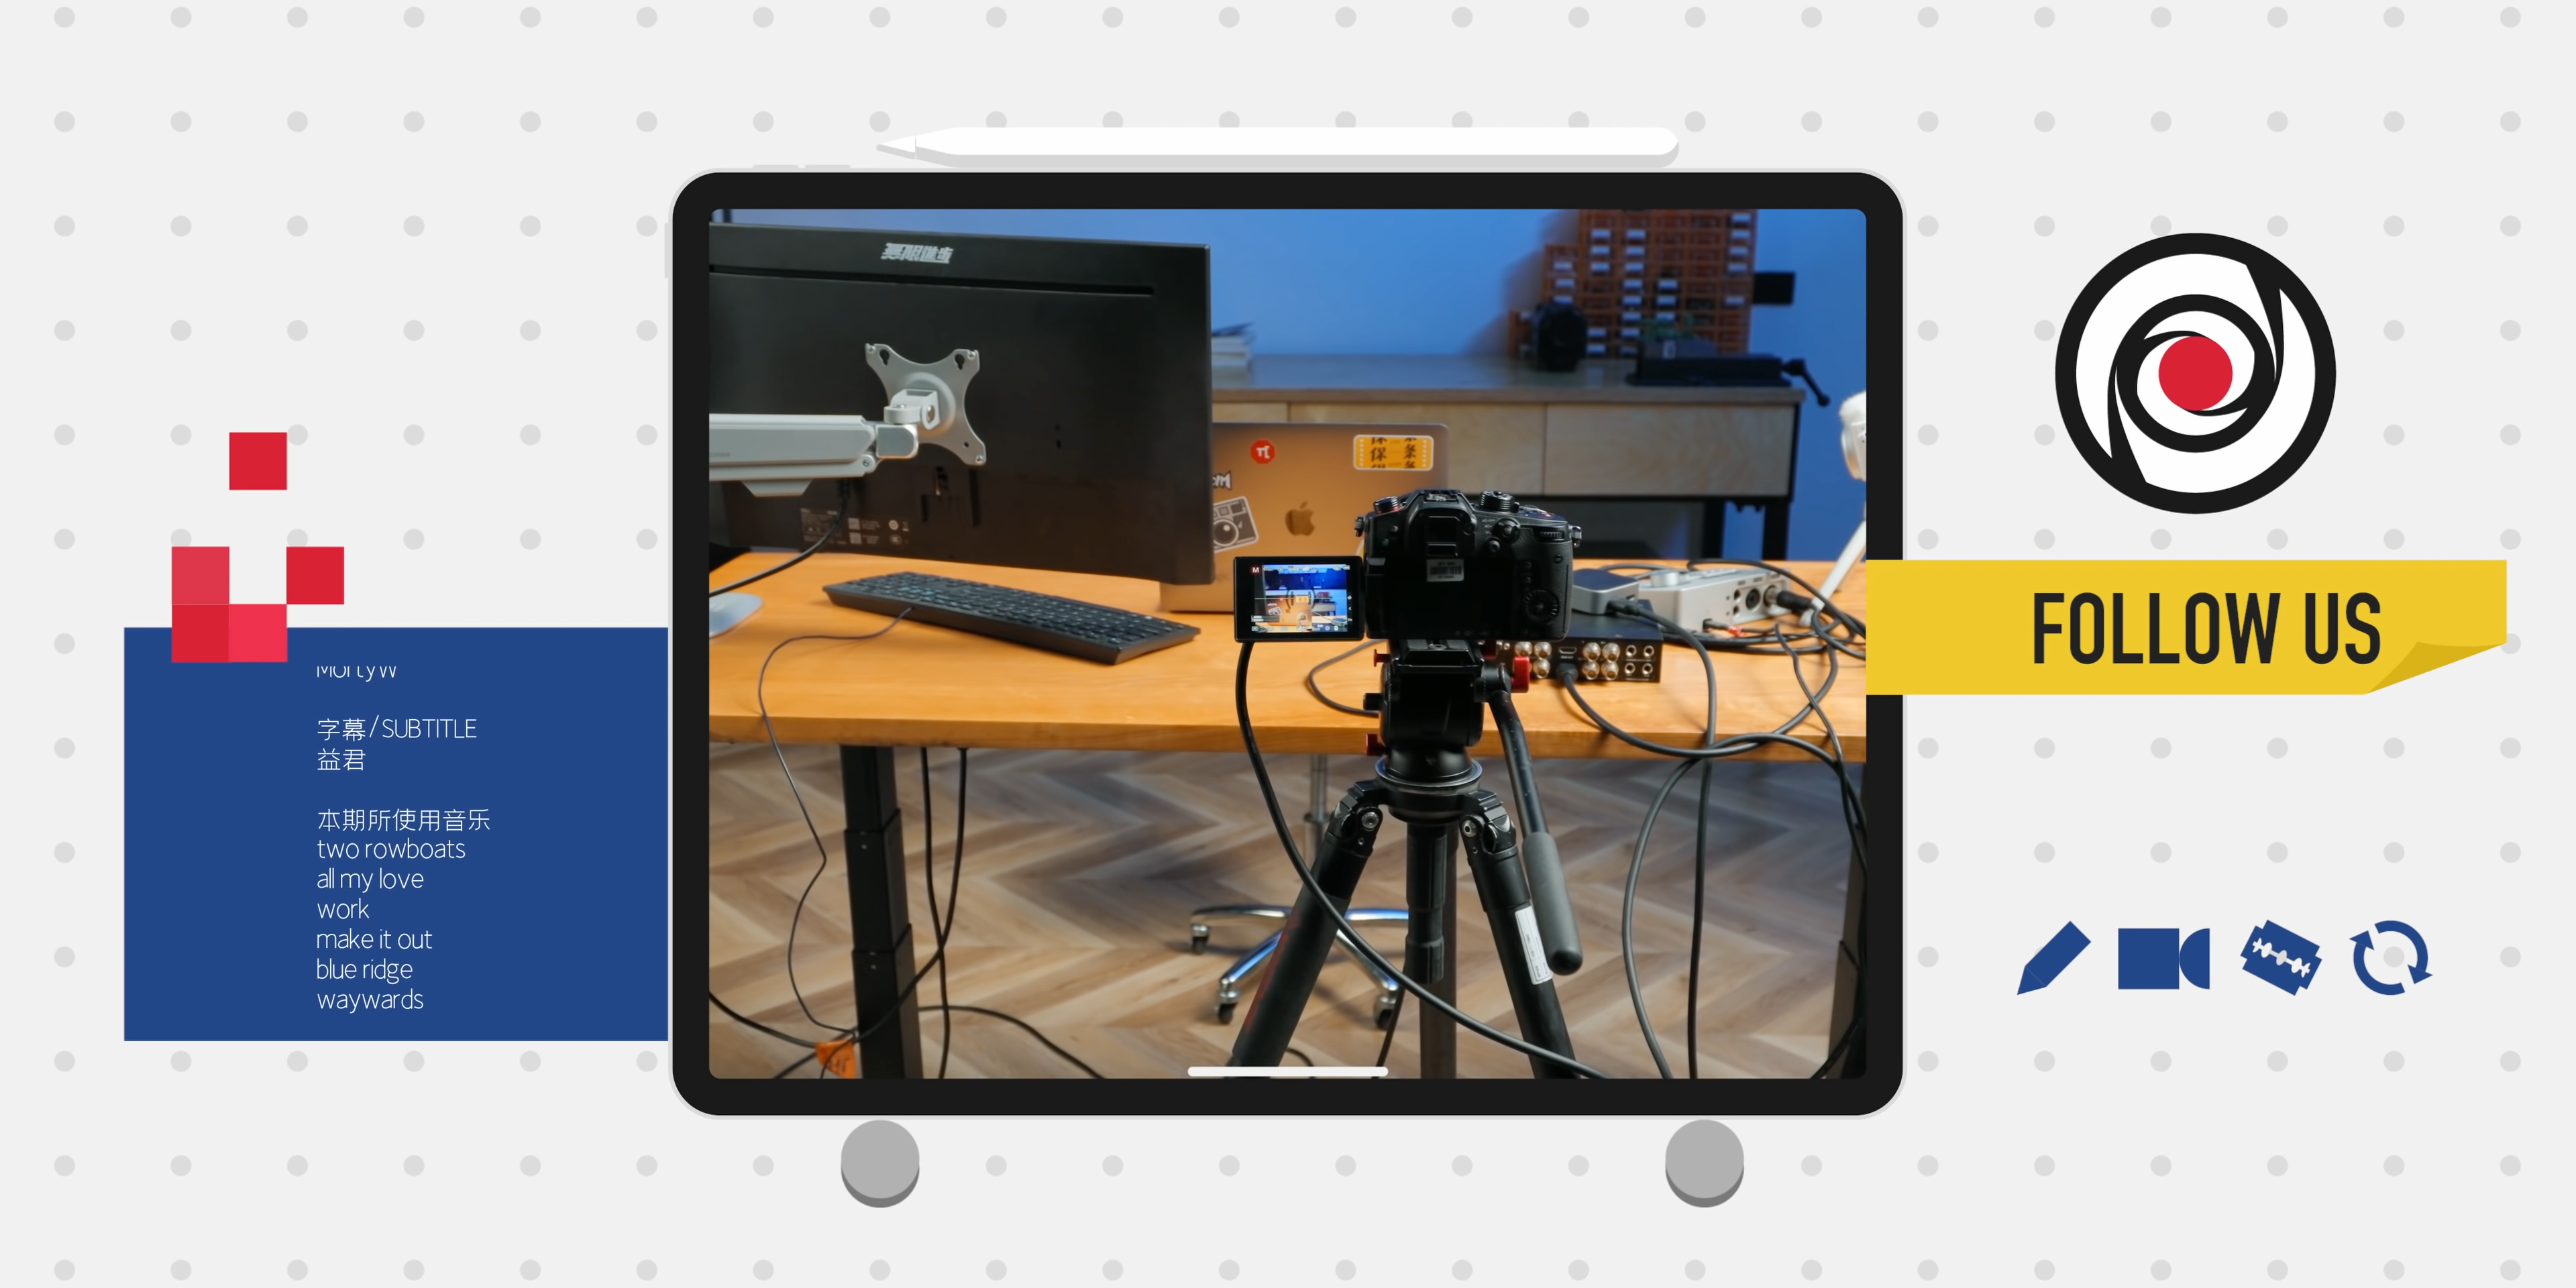 字幕/SUBTITLE
益君
本期所使用音乐
two rowboats
all my love
work
make it out
blue ridge
waywards
FOLLOW US
M